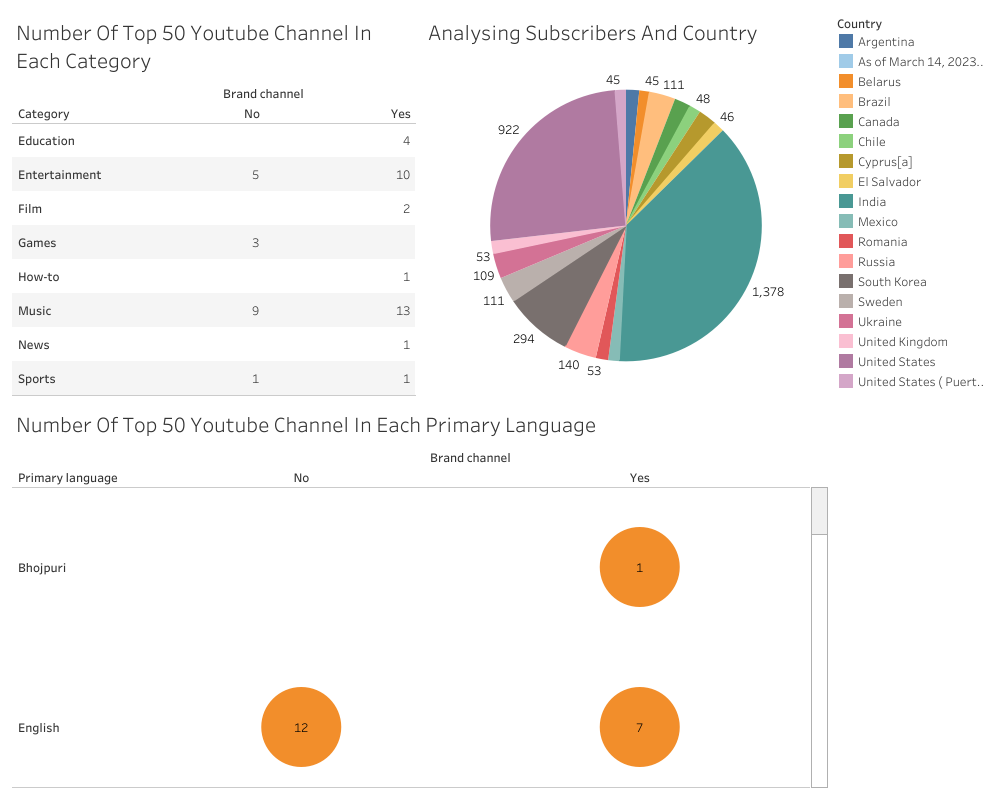 Number Of Top 50 Youtube Channel In
Each Category
Brand channel
Category No Yes
Education 4
Entertainment 5 10
Film 2
Games 3
How-to 1
Music 9 13
News 1
Sports 1 1
Analysing Subscribers And Country
45
45
111
48
46
922
1,378
53
109
111
294
140
53
Country
Argentina
As of March 14, 2023..
Belarus
Brazil
Canada
Chile
Cyprus[a]
El Salvador
India
Mexico
Romania
Russia
South Korea
Sweden
Ukraine
United Kingdom
United States
United States ( Puert..
Number Of Top 50 Youtube Channel In Each Primary Language
Brand channel
Primary language No Yes
Bhojpuri 1
English 12 7